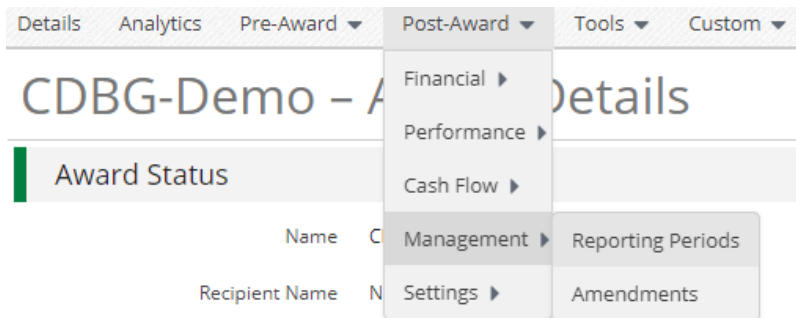 Details Analytics Pre-Award Post-Award Tools Custom
CDBG-Demo – Details
Financial
Performance
Award Status
Cash Flow
Name
Management Reporting Periods
Recipient Name
Settings Amendments